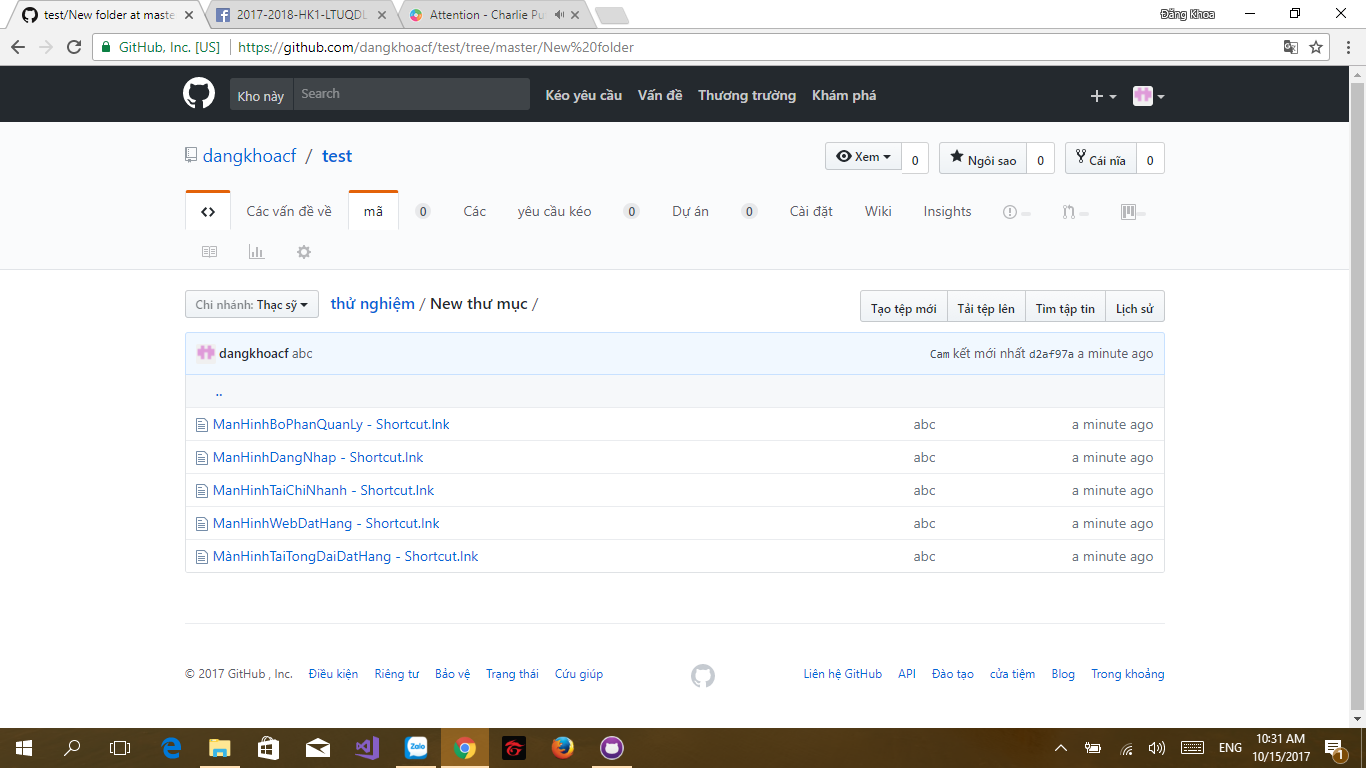 test/New folder at maste
2017-2018-HK1-LTUQDL
Attention - Charlie Pu
Đăng Khoa
GitHub, Inc. [US] https://github.com/dangkhoacf/test/tree/master/New%20folder
Kho này Search Kéo yêu cầu Vấn đề Thương trường Khám phá
dangkhoacf / test Xem 0 Ngôi sao 0 Cái nĩa 0
Các vấn đề về mã 0 Các yêu cầu kéo 0 Dự án 0 Cài đặt Wiki Insights
Chi nhánh: Thạc sỹ thử nghiệm / New thư mục / Tạo tệp mới Tải tệp lên Tìm tập tin Lịch sử
dangkhoacf abc Cam kết mới nhất d2af97a a minute ago
..
ManHinhBoPhanQuanLy - Shortcut.lnk abc a minute ago
ManHinhDangNhap - Shortcut.lnk abc a minute ago
ManHinhTaiChiNhanh - Shortcut.lnk abc a minute ago
ManHinhWebDatHang - Shortcut.lnk abc a minute ago
MànHinhTaiTongDaiDatHang - Shortcut.lnk abc a minute ago
© 2017 GitHub , Inc. Điều kiện Riêng tư Bảo vệ Trạng thái Cứu giúp Liên hệ GitHub API Đào tạo cửa tiệm Blog Trong khoảng
Zalo
ENG
10:31 AM
10/15/2017
1